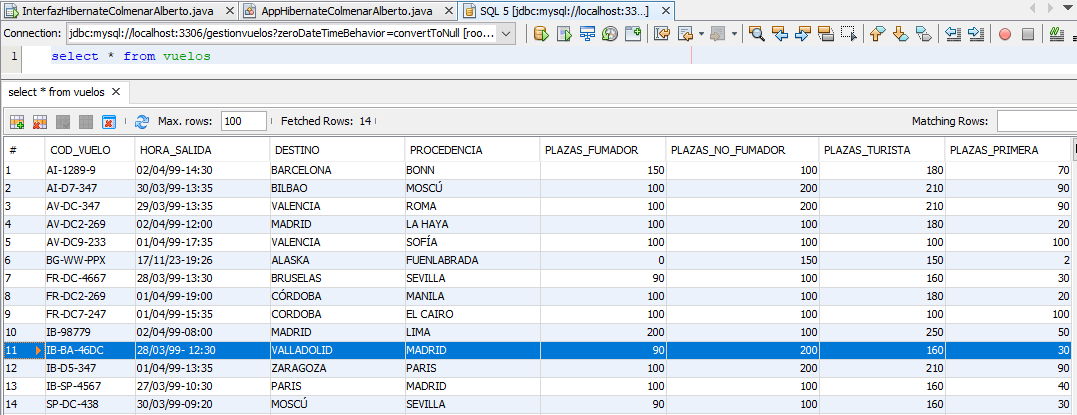 InterfazHibernateColmenarAlberto.java AppHibernateColmenarAlberto.java SQL 5 [jdbc:mysql://localhost:33...]
Connection: jdbc:mysql://localhost:3306/gestionvuelos?zeroDateTimeBehavior=convertToNull [roo...
1 select * from vuelos
select * from vuelos
Max. rows: 100 Fetched Rows: 14 Matching Rows:
# COD_VUELO HORA_SALIDA DESTINO PROCEDENCIA PLAZAS_FUMADOR PLAZAS_NO_FUMADOR PLAZAS_TURISTA PLAZAS_PRIMERA
1 AI-1289-9 02/04/99-14:30 BARCELONA BONN 150 100 180 70
2 AI-D7-347 30/03/99-13:35 BILBAO MOSCÚ 100 200 210 90
3 AV-DC-347 29/03/99-13:35 VALENCIA ROMA 100 200 210 90
4 AV-DC2-269 02/04/99-12:00 MADRID LA HAYA 100 100 180 20
5 AV-DC9-233 01/04/99-17:35 VALENCIA SOFÍA 100 100 100 100
6 BG-WW-PPX 17/11/23-19:26 ALASKA FUENLABRADA 0 150 150 2
7 FR-DC-4667 28/03/99-13:30 BRUSELAS SEVILLA 90 100 160 30
8 FR-DC2-269 01/04/99-19:00 CÓRDOBA MANILA 100 100 180 20
9 FR-DC7-247 01/04/99-15:35 CORDOBA EL CAIRO 100 100 100 100
10 IB-98779 02/04/99-08:00 MADRID LIMA 200 100 250 50
11 IB-BA-46DC 28/03/99- 12:30 VALLADOLID MADRID 90 200 160 30
12 IB-D5-347 01/04/99-13:35 ZARAGOZA PARIS 100 200 210 90
13 IB-SP-4567 27/03/99-10:30 PARIS MADRID 100 100 160 40
14 SP-DC-438 30/03/99-09:20 MOSCÚ SEVILLA 90 100 160 30